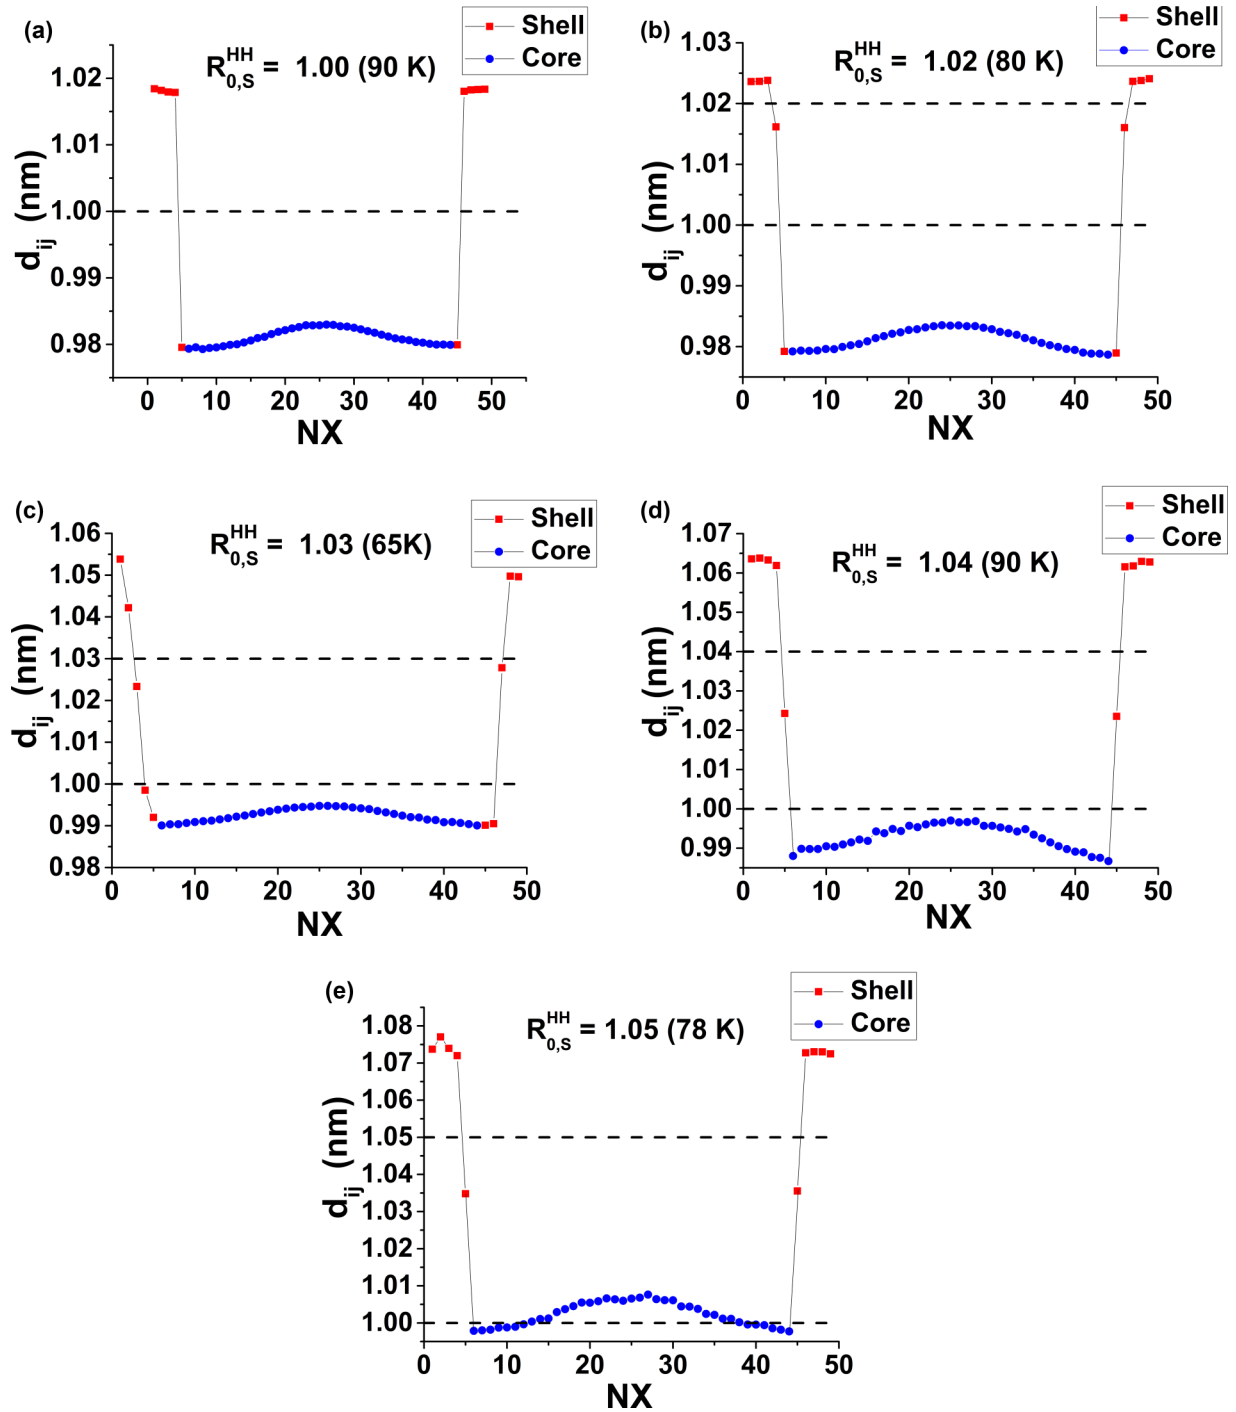 (a)
Shell
Core
R0,S^HH = 1.00 (90 K)
1.02
1.01
1.00
0.99
0.98
dij (nm)
0 10 20 30 40 50
NX
(b)
Shell
Core
R0,S^HH = 1.02 (80 K)
1.03
1.02
1.01
1.00
0.99
0.98
dij (nm)
0 10 20 30 40 50
NX
(c)
Shell
Core
R0,S^HH = 1.03 (65K)
1.06
1.05
1.04
1.03
1.02
1.01
1.00
0.99
0.98
dij (nm)
0 10 20 30 40 50
NX
(d)
Shell
Core
R0,S^HH = 1.04 (90 K)
1.07
1.06
1.05
1.04
1.03
1.02
1.01
1.00
0.99
dij (nm)
0 10 20 30 40 50
NX
(e)
Shell
Core
R0,S^HH = 1.05 (78 K)
1.08
1.07
1.06
1.05
1.04
1.03
1.02
1.01
1.00
dij (nm)
0 10 20 30 40 50
NX